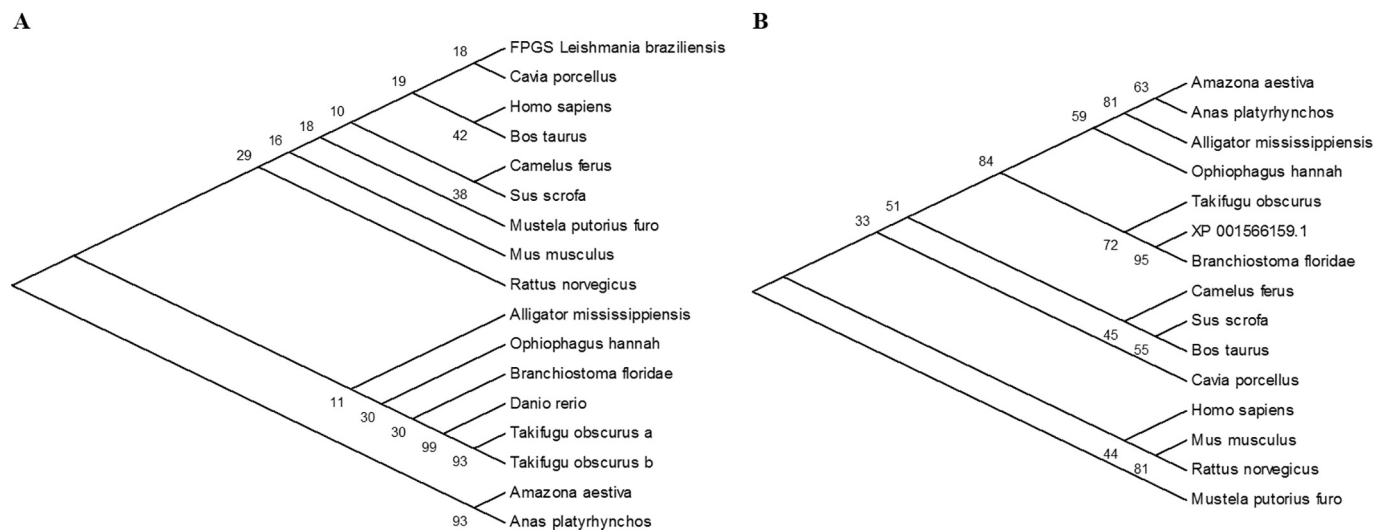 A
18
FPGS Leishmania braziliensis
Cavia porcellus
19
Homo sapiens
42
Bos taurus
10
Camelus ferus
38
Sus scrofa
18
Mustela putorius furo
16
Mus musculus
29
Rattus norvegicus
Alligator mississippiensis
11
Ophiophagus hannah
30
Branchiostoma floridae
30
Danio rerio
99
Takifugu obscurus a
93
Takifugu obscurus b
Amazona aestiva
93
Anas platyrhynchos
B
63
Amazona aestiva
81
Anas platyrhynchos
59
Alligator mississippiensis
Ophiophagus hannah
84
Takifugu obscurus
72
XP 001566159.1
95
Branchiostoma floridae
51
Camelus ferus
33
Sus scrofa
45
55
Bos taurus
Cavia porcellus
Homo sapiens
Mus musculus
44
81
Rattus norvegicus
Mustela putorius furo